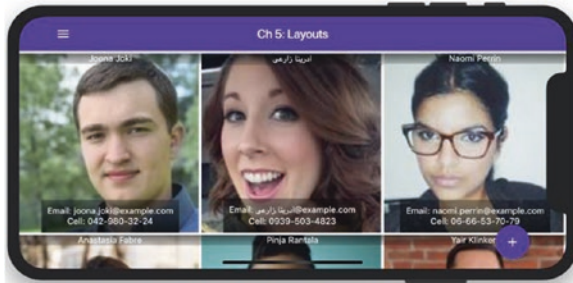 Ch 5: Layouts
Joona Joki
آدرینا زارعی
Naomi Perrin
Email: joona.joki@example.com
Cell: 042-980-32-24
Email: آدرینا زارعی@example.com
Cell: 0939-503-4823
Email: naomi.perrin@example.com
Cell: 06-66-53-70-79
Anastasia Fabre
Pinja Rantala
Yair Klinker
+